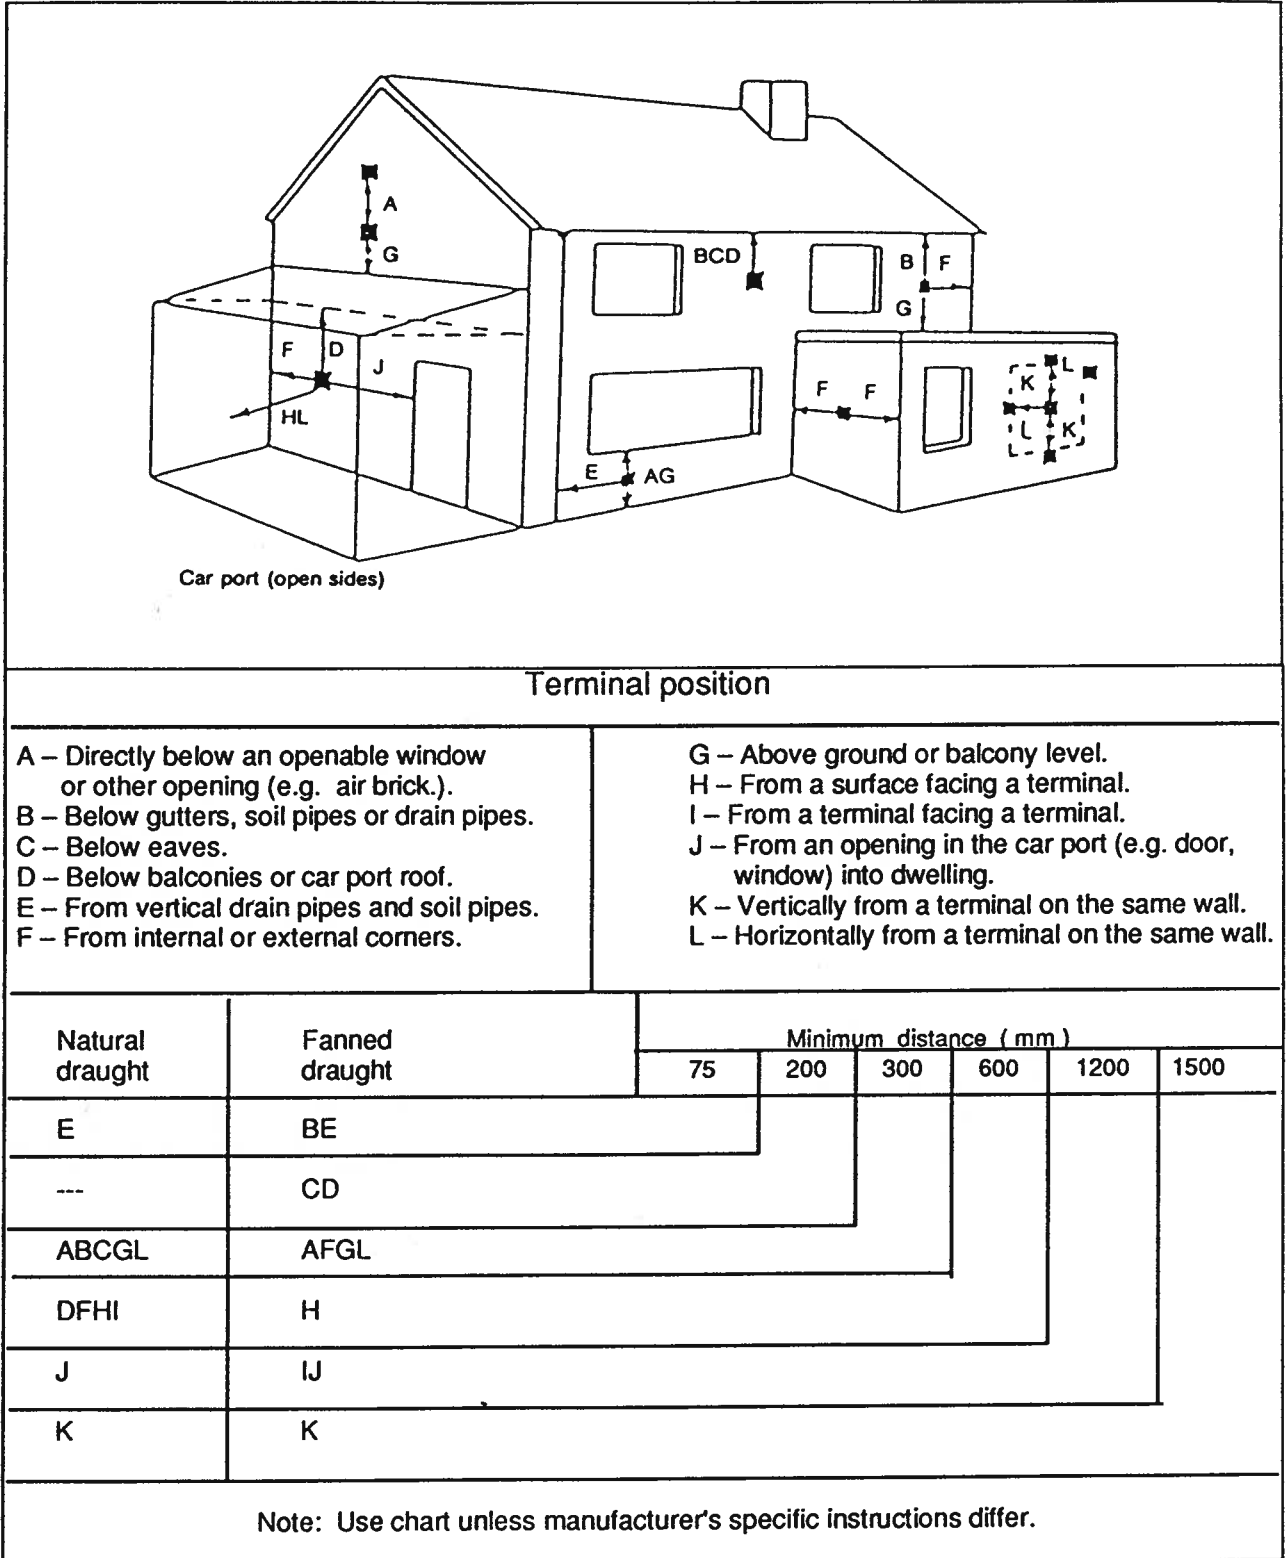 A
G
BCD
B
F
G
F
D
J
HL
F
F
L
K
L
K
E
AG
Car port (open sides)
Terminal position
A – Directly below an openable window
or other opening (e.g. air brick.).
B – Below gutters, soil pipes or drain pipes.
C – Below eaves.
D – Below balconies or car port roof.
E – From vertical drain pipes and soil pipes.
F – From internal or external corners.
G – Above ground or balcony level.
H – From a surface facing a terminal.
I – From a terminal facing a terminal.
J – From an opening in the car port (e.g. door,
window) into dwelling.
K – Vertically from a terminal on the same wall.
L – Horizontally from a terminal on the same wall.
Natural
draught
Fanned
draught
Minimum distance ( mm )
75 200 300 600 1200 1500
E BE
--- CD
ABCGL AFGL
DFHI H
J IJ
K K
Note: Use chart unless manufacturer's specific instructions differ.